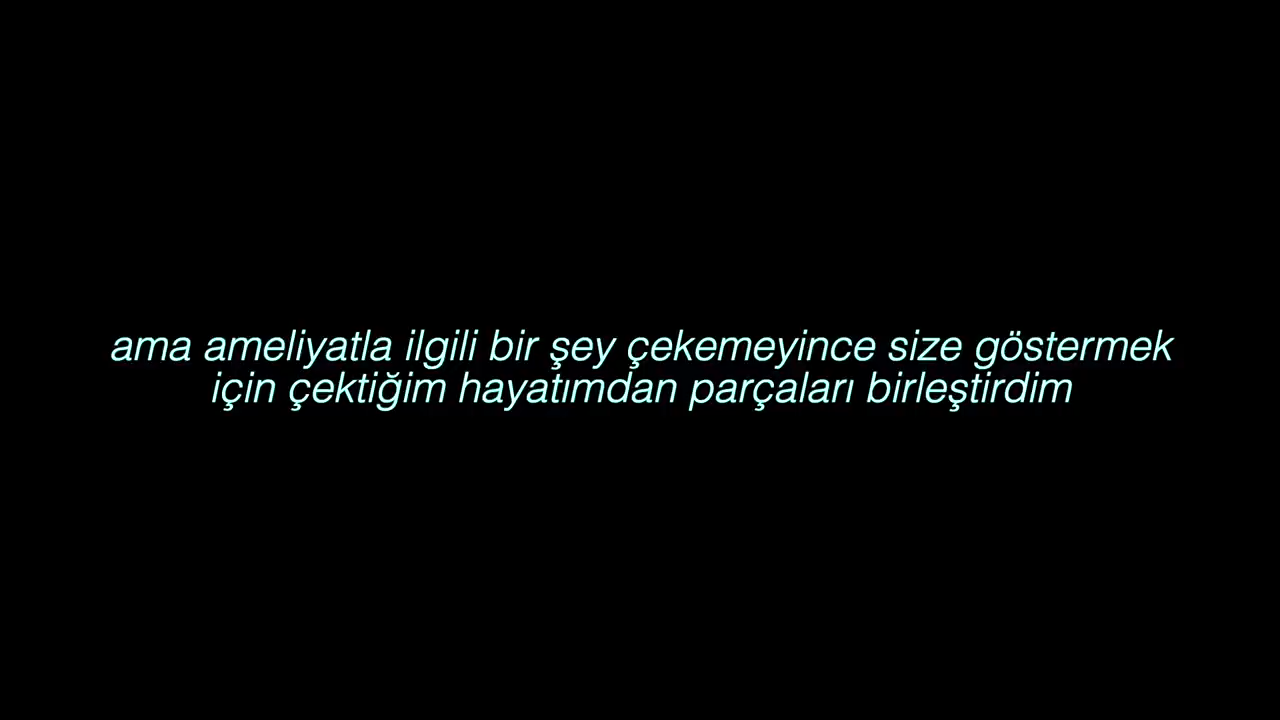 ama ameliyatla ilgili bir şey çekemeyince size göstermek
için çektiğim hayatımdan parçaları birleştirdim